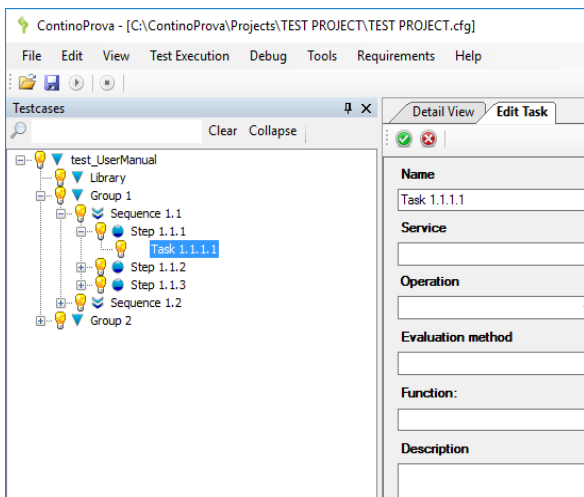 ContinoProva - [C:\ContinoProva\Projects\TEST PROJECT\TEST PROJECT.cfg]
File Edit View Test Execution Debug Tools Requirements Help
Testcases
Clear Collapse
test_UserManual
Library
Group 1
Sequence 1.1
Step 1.1.1
Task 1.1.1.1
Step 1.1.2
Step 1.1.3
Sequence 1.2
Group 2
Detail View Edit Task
Name
Task 1.1.1.1
Service
Operation
Evaluation method
Function:
Description